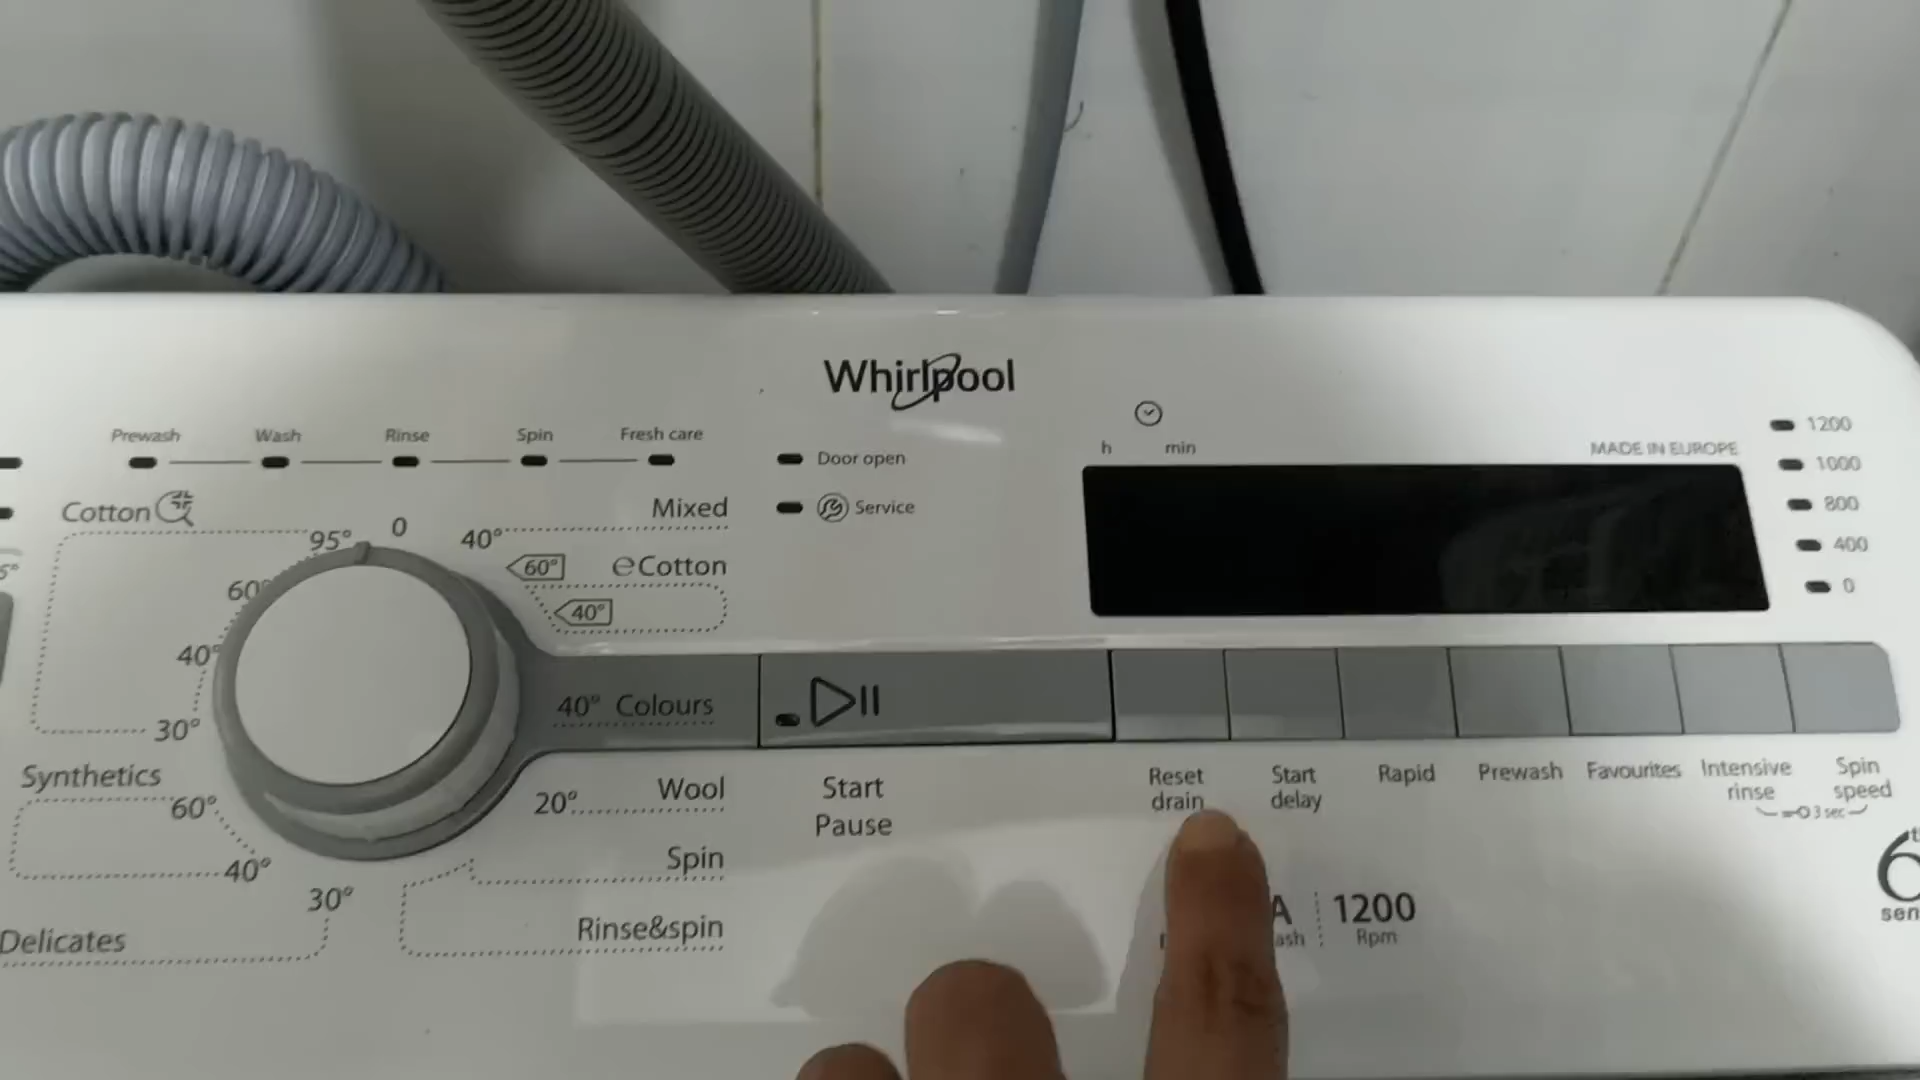 Whirlpool
h min
MADE IN EUROPE
1200
1000
800
400
0
Prewash Wash Rinse Spin Fresh care
Door open
Service
Cotton
95°
60°
40°
30°
0
40° Mixed
60° eCotton
40°
40° Colours
20° Wool
Spin
Rinse&spin
Synthetics
60°
40°
30°
Delicates
Start
Pause
Reset
drain
Start
delay
Rapid
Prewash
Favourites
Intensive
rinse
Spin
speed
3 sec
A 1200
Rpm
6